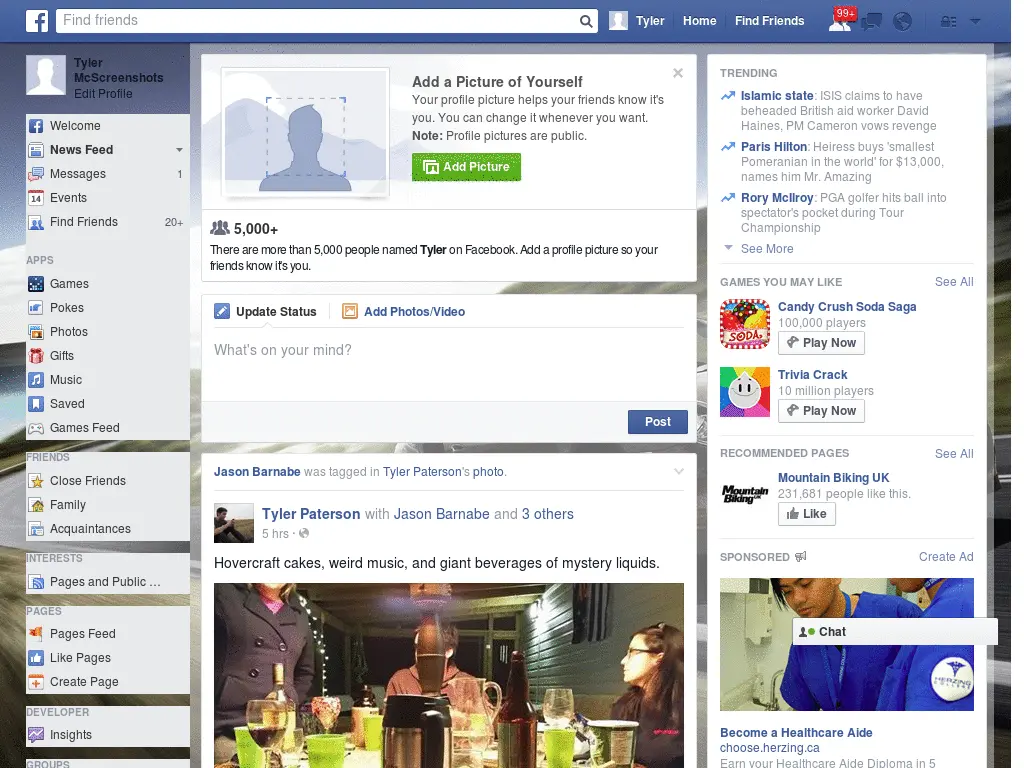 Find friends
Tyler
Home
Find Friends
99+
Tyler
McScreenshots
Edit Profile
Welcome
News Feed
Messages 1
14 Events
Find Friends 20+
APPS
Games
Pokes
Photos
Gifts
Music
Saved
Games Feed
FRIENDS
Close Friends
Family
Acquaintances
INTERESTS
Pages and Public ...
PAGES
Pages Feed
Like Pages
Create Page
DEVELOPER
Insights
GROUPS
Add a Picture of Yourself
Your profile picture helps your friends know it's
you. You can change it whenever you want.
Note: Profile pictures are public.
Add Picture
5,000+
There are more than 5,000 people named Tyler on Facebook. Add a profile picture so your
friends know it's you.
Update Status
Add Photos/Video
What's on your mind?
Post
Jason Barnabe was tagged in Tyler Paterson's photo.
Tyler Paterson with Jason Barnabe and 3 others
5 hrs ·
Hovercraft cakes, weird music, and giant beverages of mystery liquids.
TRENDING
Islamic state: ISIS claims to have
beheaded British aid worker David
Haines, PM Cameron vows revenge
Paris Hilton: Heiress buys 'smallest
Pomeranian in the world' for $13,000,
names him Mr. Amazing
Rory McIlroy: PGA golfer hits ball into
spectator's pocket during Tour
Championship
See More
GAMES YOU MAY LIKE See All
SODA
Candy Crush Soda Saga
100,000 players
Play Now
Trivia Crack
10 million players
Play Now
RECOMMENDED PAGES See All
Mountain
Biking UK
Mountain Biking UK
231,681 people like this.
Like
SPONSORED Create Ad
Chat
HERZING
COLLEGE
Become a Healthcare Aide
choose.herzing.ca
Earn your Healthcare Aide Diploma in 5